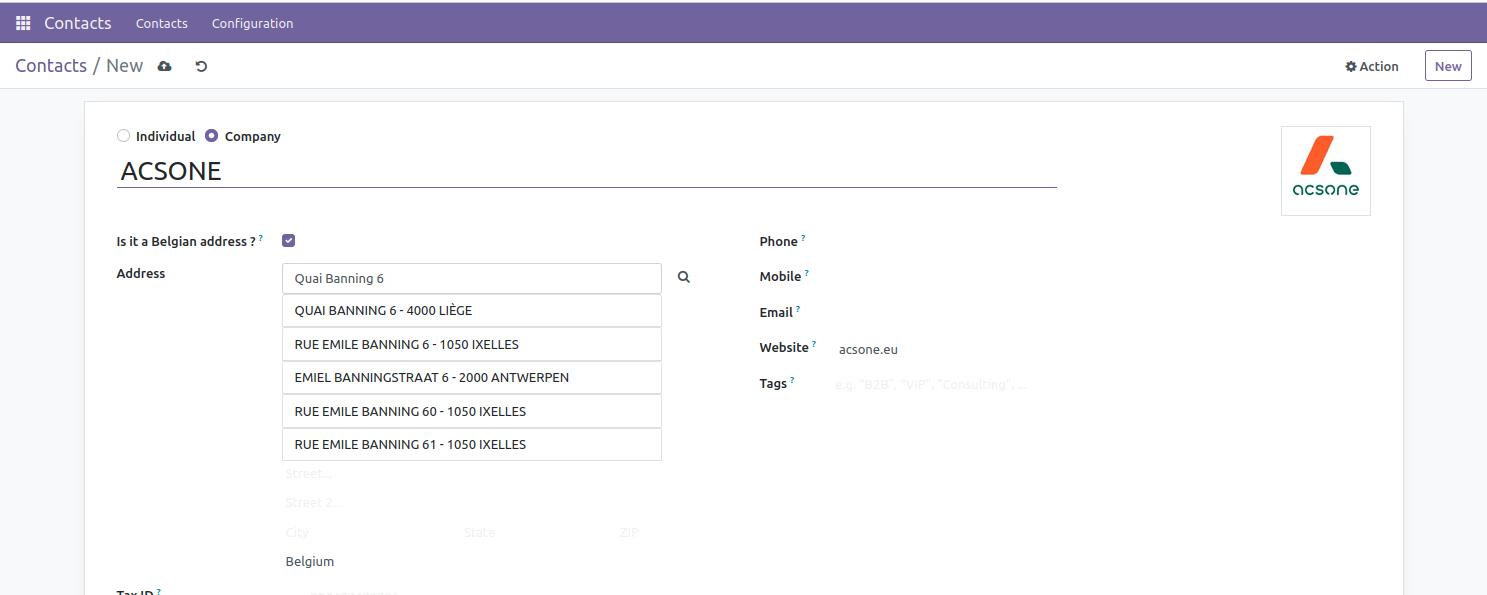 Contacts Contacts Configuration
Contacts / New Action New
Individual Company
ACSONE
acsone
Is it a Belgian address ? ?
Address
Quai Banning 6
QUAI BANNING 6 - 4000 LIÈGE
RUE EMILE BANNING 6 - 1050 IXELLES
EMIEL BANNINGSTRAAT 6 - 2000 ANTWERPEN
RUE EMILE BANNING 60 - 1050 IXELLES
RUE EMILE BANNING 61 - 1050 IXELLES
Street...
Street 2...
City State ZIP
Belgium
Tax ID ?
Phone ?
Mobile ?
Email ?
Website ? acsone.eu
Tags ? e.g. "B2B", "VIP", "Consulting", ...